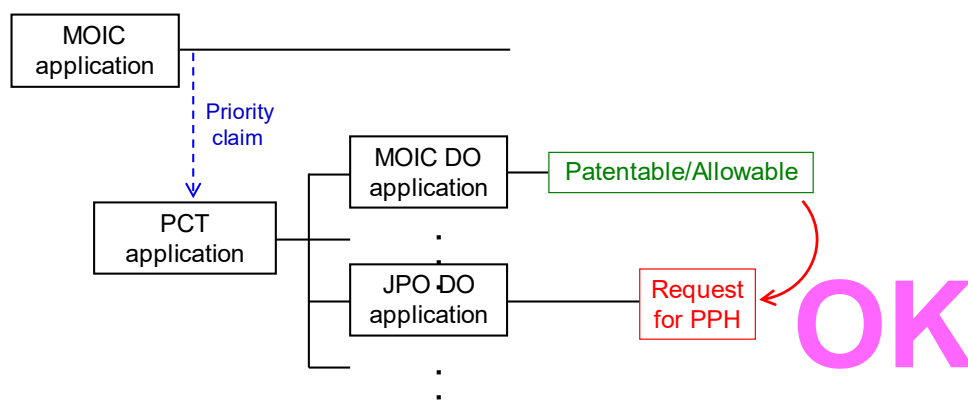 MOIC
application
Priority
claim
MOIC DO
application
Patentable/Allowable
PCT
application
JPO DO
application
Request
for PPH
OK